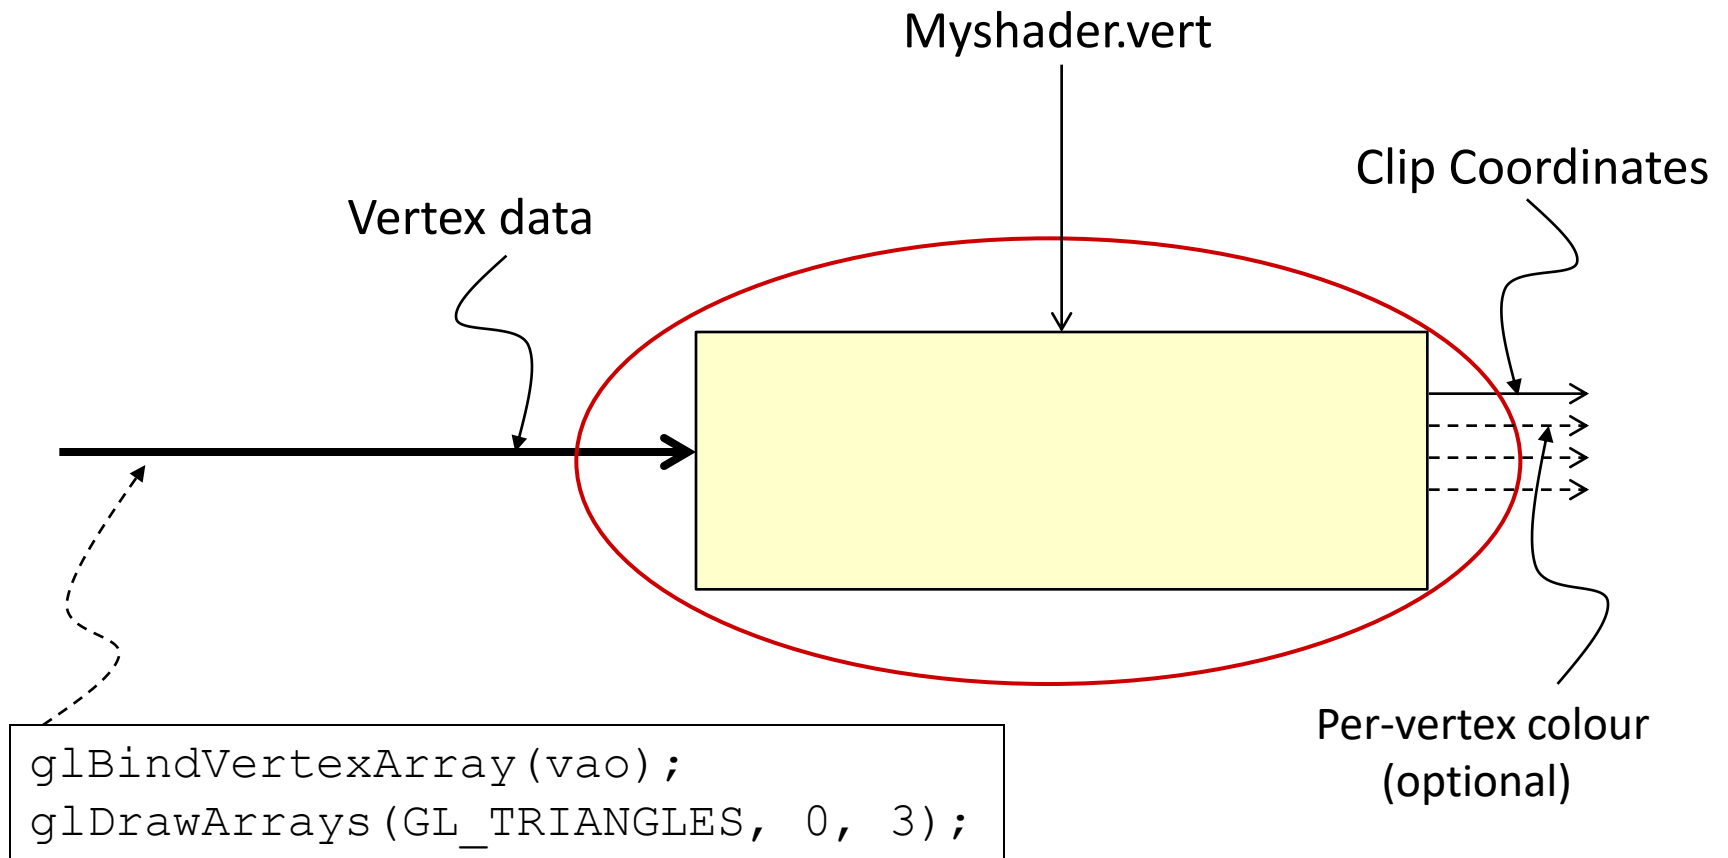 Myshader.vert
Clip Coordinates
Vertex data
Per-vertex colour
(optional)
glBindVertexArray(vao);
glDrawArrays(GL_TRIANGLES, 0, 3);